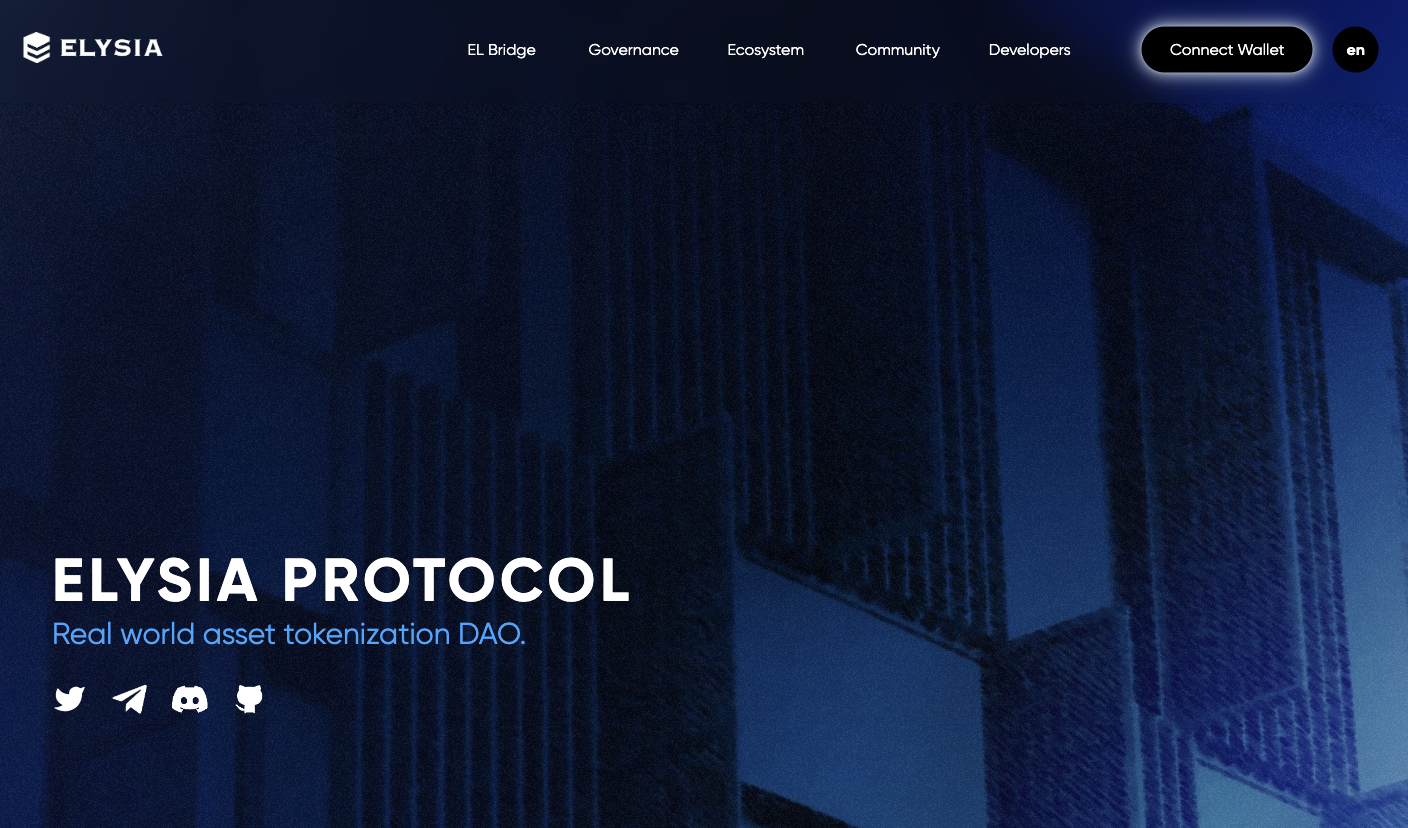 ELYSIA
EL Bridge Governance Ecosystem Community Developers Connect Wallet en
ELYSIA PROTOCOL
Real world asset tokenization DAO.